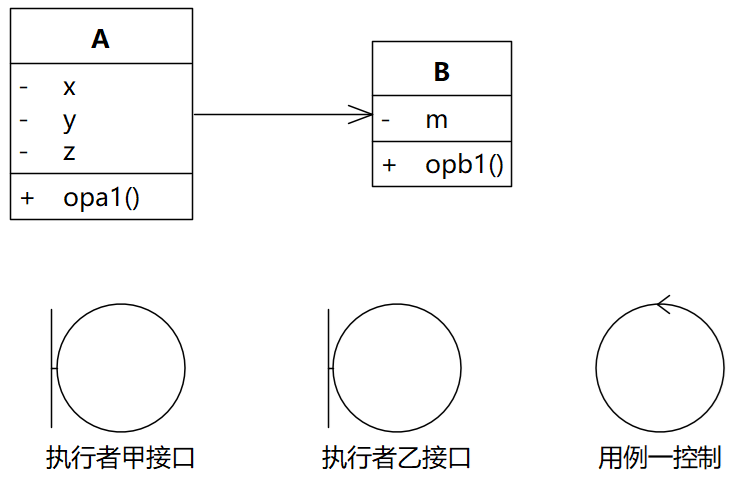 A
- x
- y
- z
+ opa1()
B
- m
+ opb1()
执行者甲接口
执行者乙接口
用例一控制